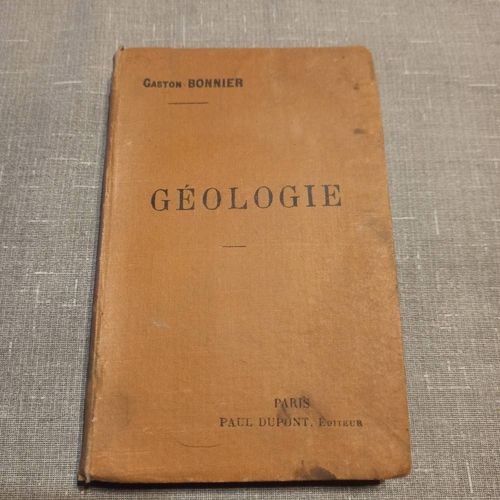 GASTON BONNIER
GÉOLOGIE
PARIS
PAUL DUPONT, ÉDITEUR